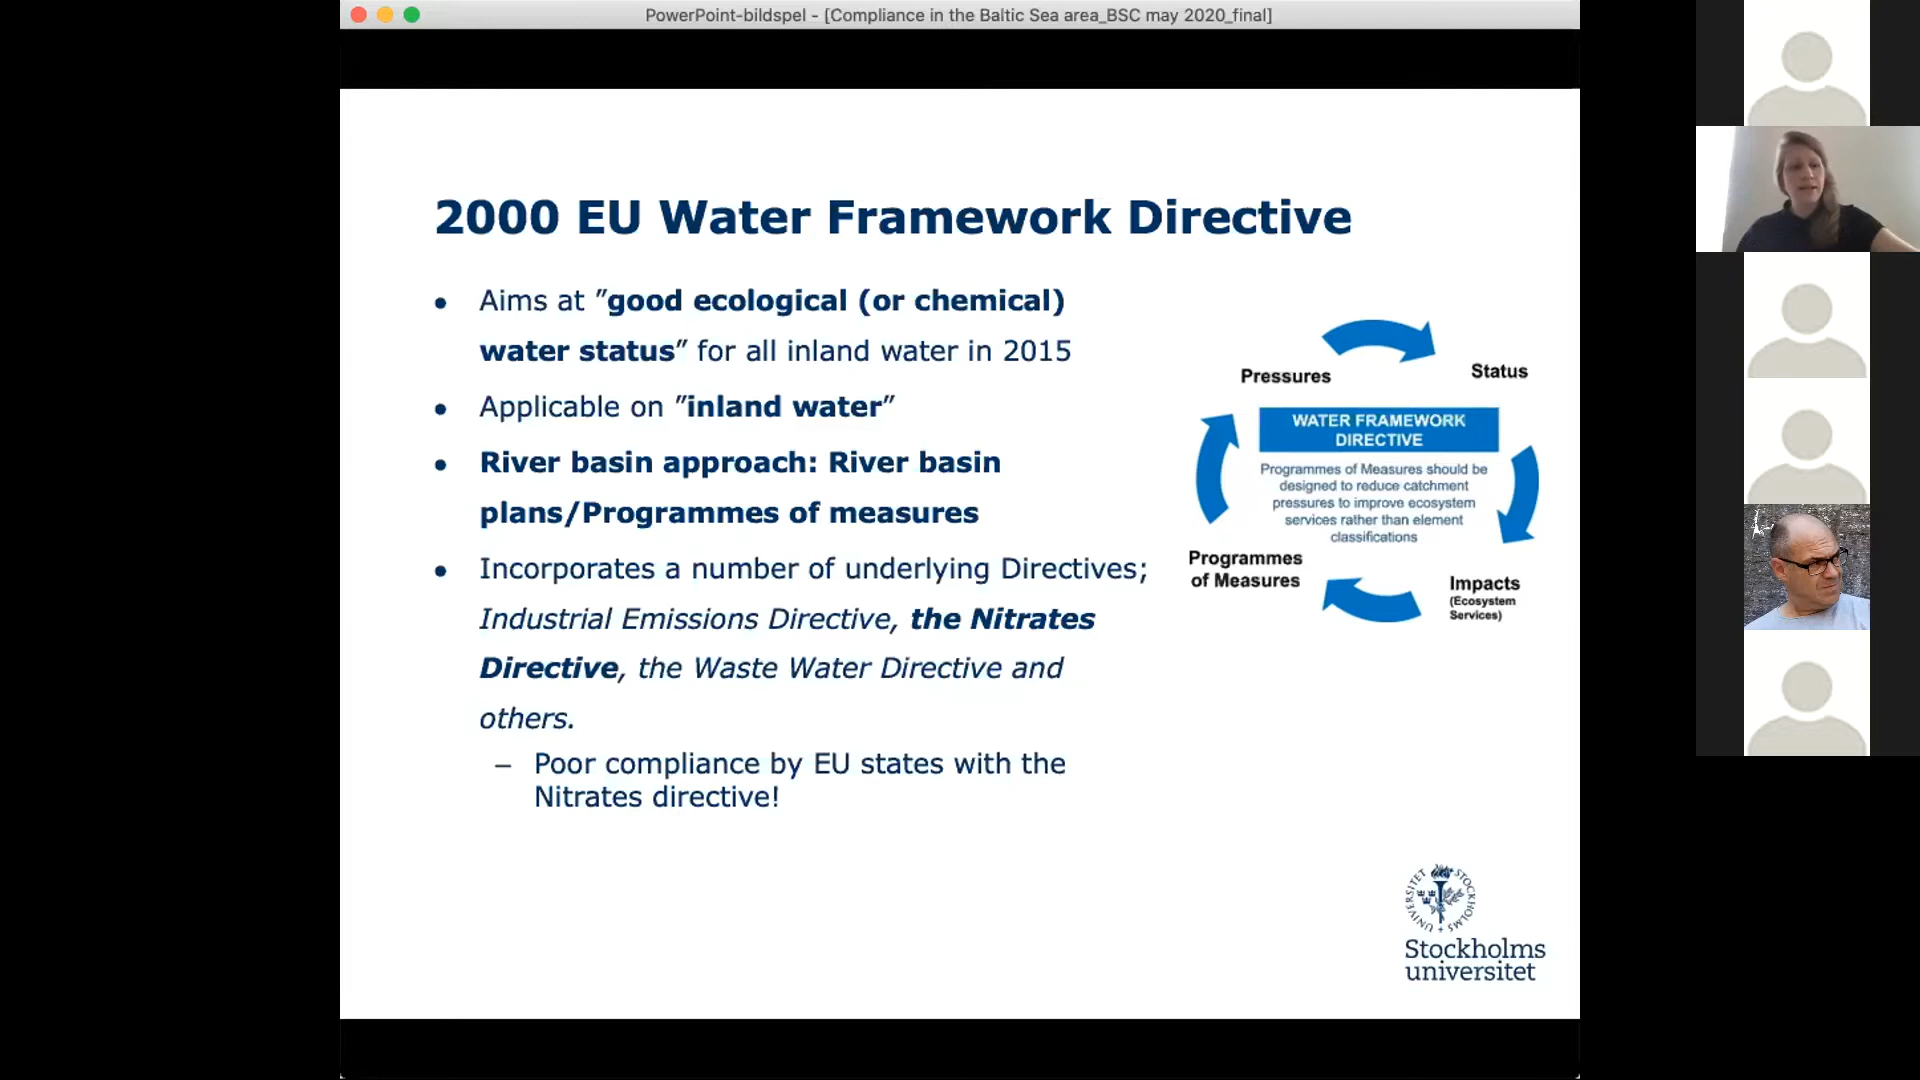 PowerPoint-bildspel - [Compliance in the Baltic Sea area_BSC may 2020_final]
2000 EU Water Framework Directive
• Aims at ”good ecological (or chemical)
water status” for all inland water in 2015
• Applicable on ”inland water”
• River basin approach: River basin
plans/Programmes of measures
• Incorporates a number of underlying Directives;
Industrial Emissions Directive, the Nitrates
Directive, the Waste Water Directive and
others.
– Poor compliance by EU states with the
Nitrates directive!
Pressures
Status
WATER FRAMEWORK
DIRECTIVE
Programmes of Measures should be
designed to reduce catchment
pressures to improve ecosystem
services rather than element
classifications
Programmes
of Measures
Impacts
(Ecosystem
Services)
UNIVERSITET STOCKHOLMS
Stockholms
universitet